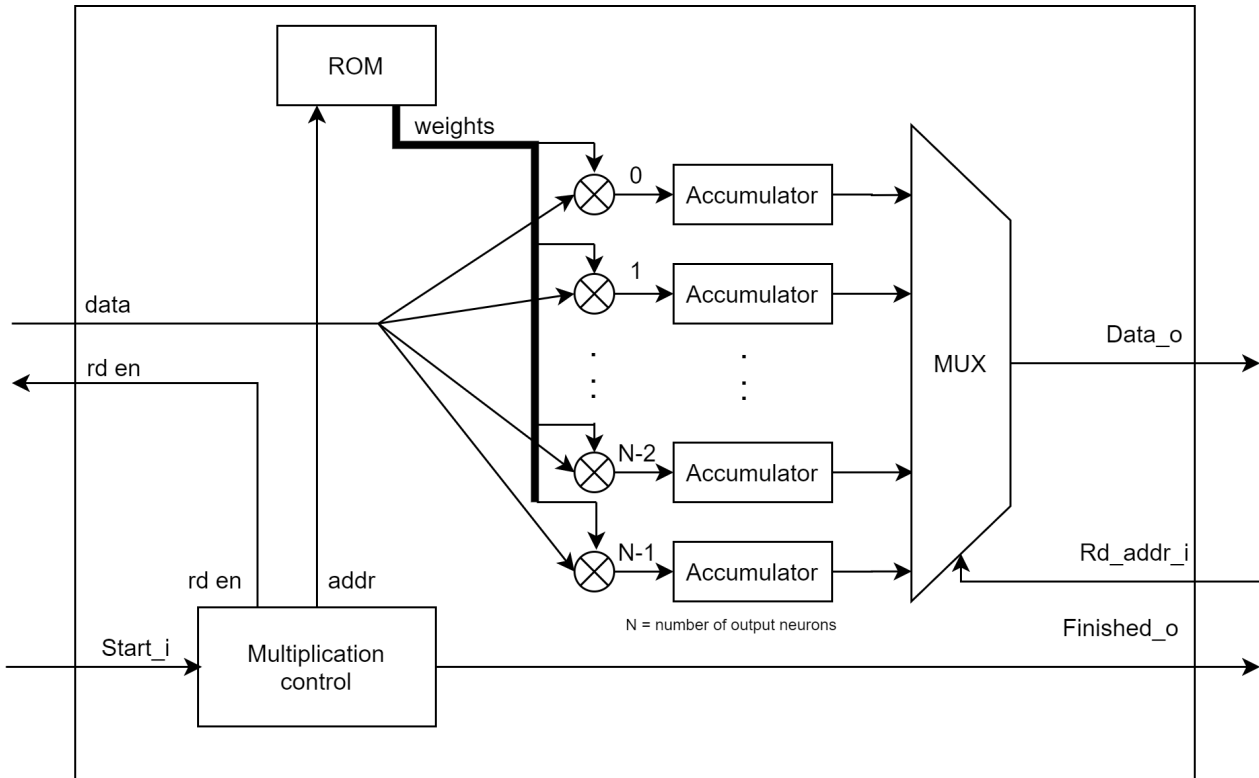 ROM
weights
0
Accumulator
1
Accumulator
data
Data_o
rd en
MUX
N-2
Accumulator
N-1
Accumulator
Rd_addr_i
rd en
addr
N = number of output neurons
Finished_o
Start_i
Multiplication
control